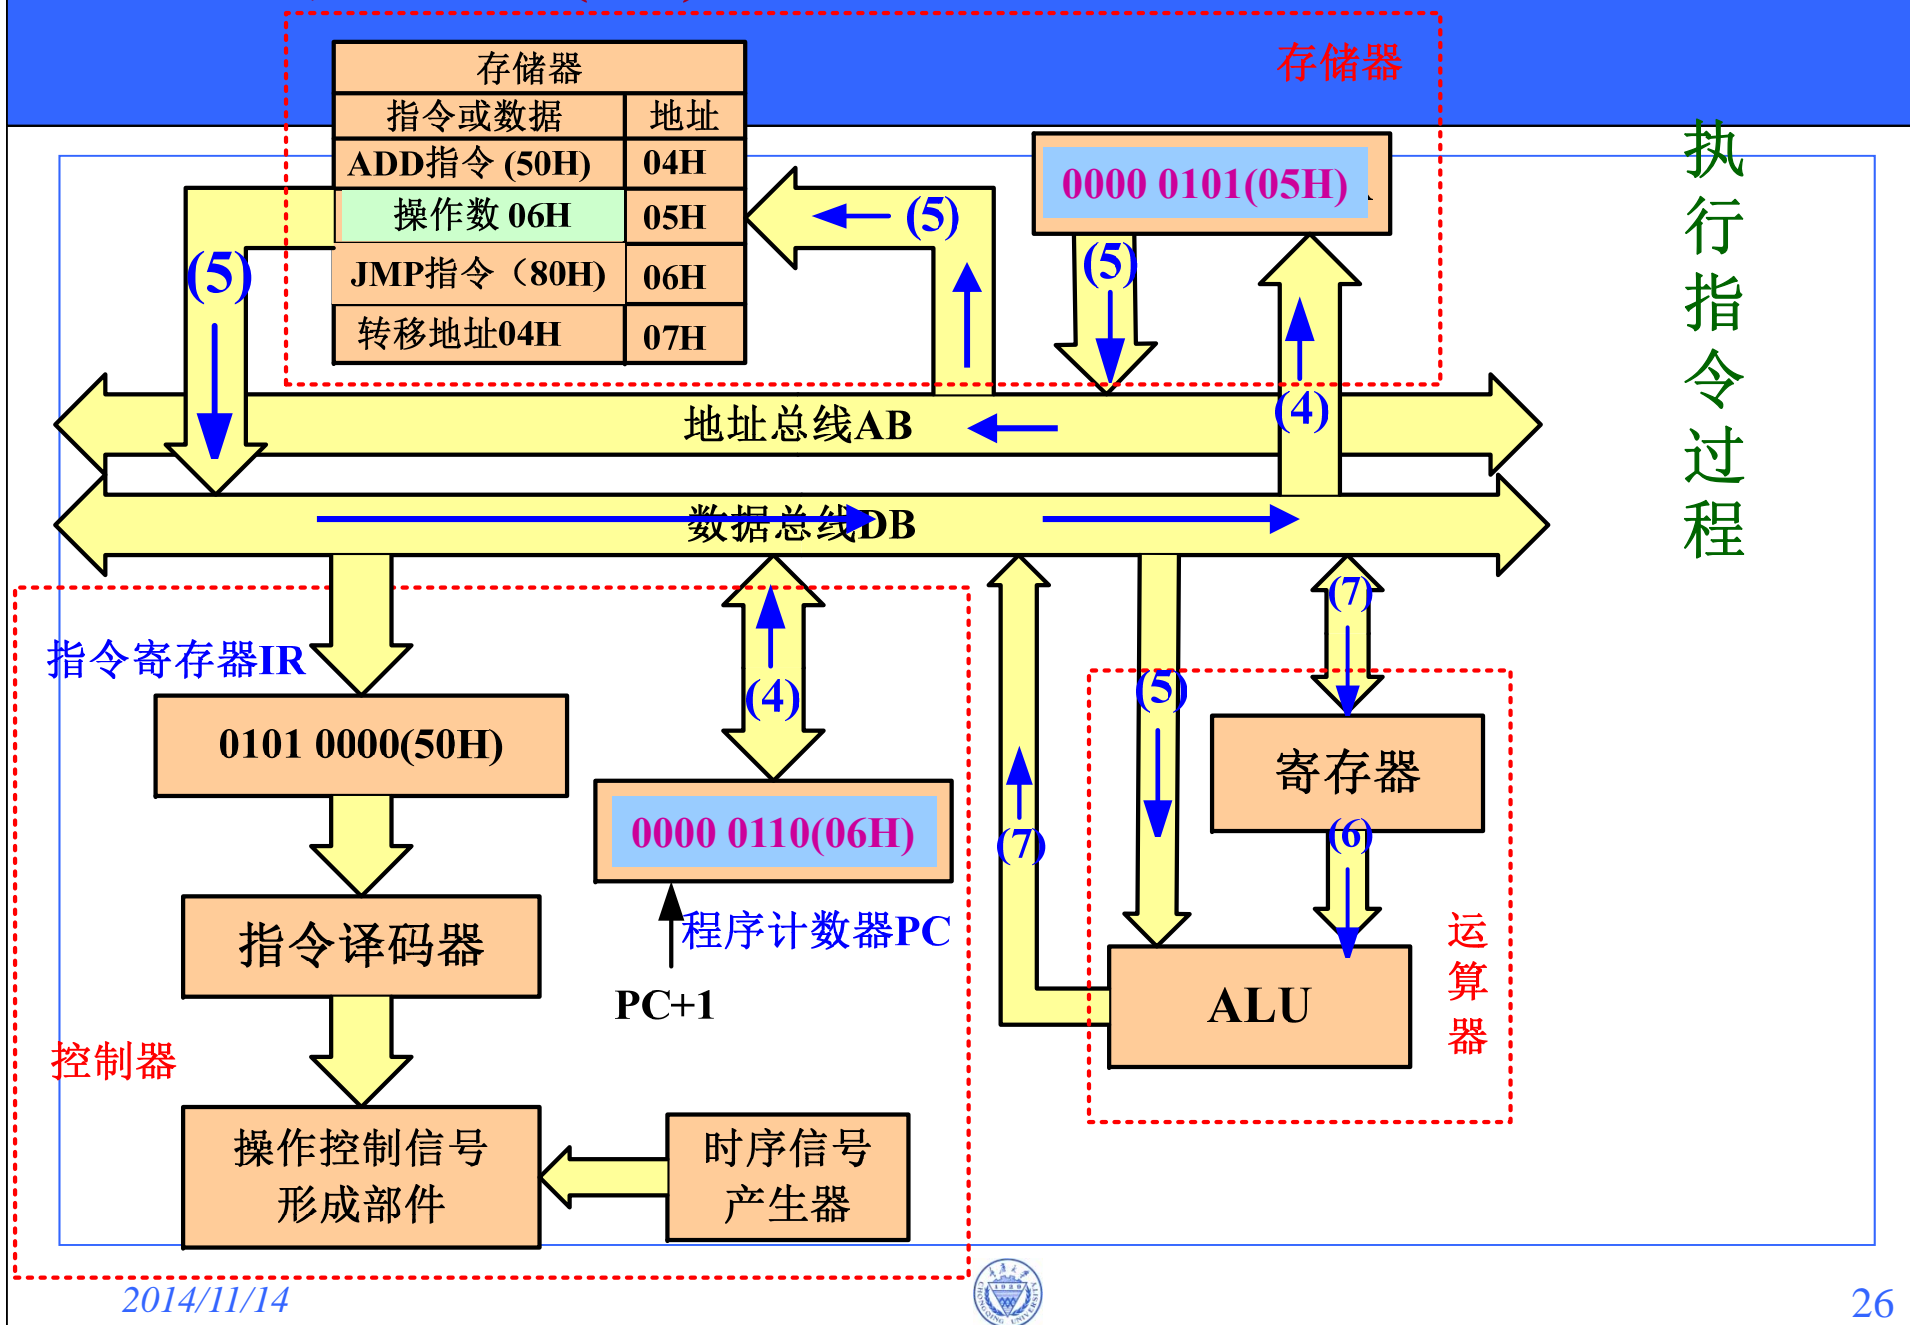 存储器
存储器
指令或数据 地址
ADD指令 (50H) 04H
操作数 06H 05H
JMP指令（80H) 06H
转移地址04H 07H
0000 0101(05H)
执行指令过程
(5)
(5)
(5)
(4)
地址总线AB
数据总线DB
指令寄存器IR
0101 0000(50H)
(4)
0000 0110(06H)
程序计数器PC
PC+1
指令译码器
控制器
操作控制信号
形成部件
时序信号
产生器
(7)
(5)
(7)
寄存器
(6)
ALU
运算器
2014/11/14
26